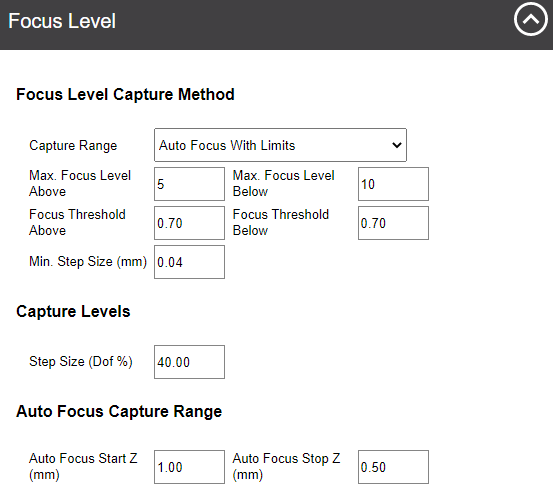 Focus Level
Focus Level Capture Method
Capture Range Auto Focus With Limits
Max. Focus Level Above 5 Max. Focus Level Below 10
Focus Threshold Above 0.70 Focus Threshold Below 0.70
Min. Step Size (mm) 0.04
Capture Levels
Step Size (Dof %) 40.00
Auto Focus Capture Range
Auto Focus Start Z (mm) 1.00 Auto Focus Stop Z (mm) 0.50